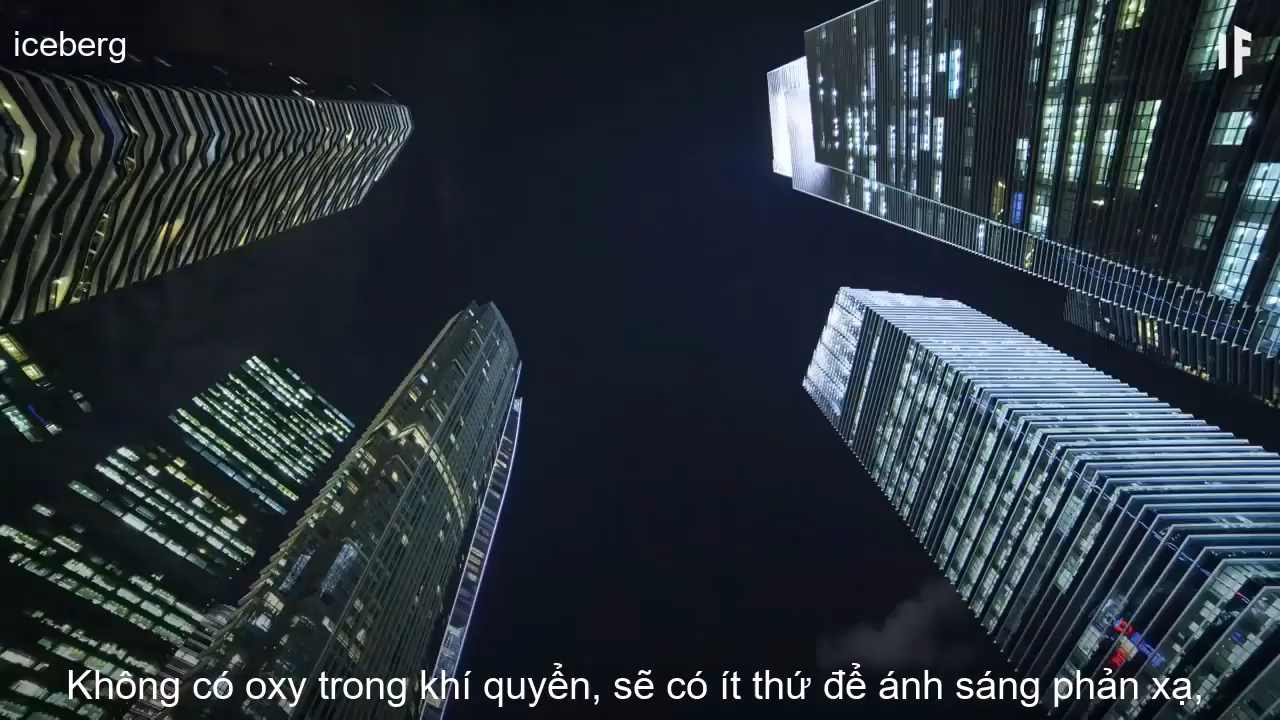 iceberg
IF
Không có oxy trong khí quyển, sẽ có ít thứ để ánh sáng phản xạ,